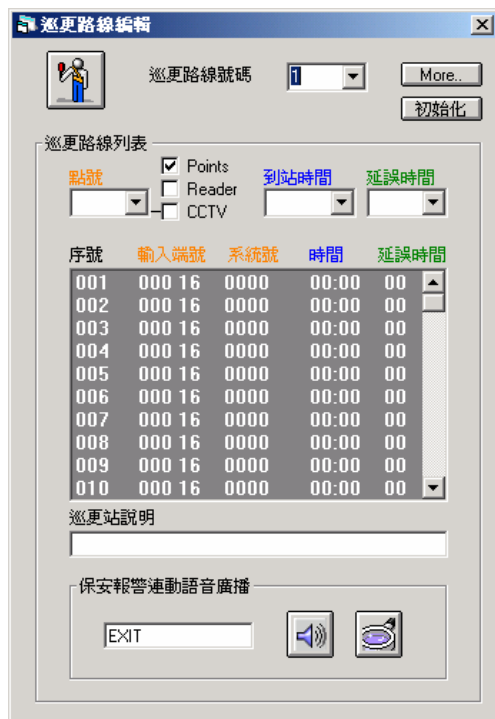 巡更路線編輯
巡更路線號碼 1 More..
初始化
巡更路線列表
點號 Points 到站時間 延誤時間
Reader
CCTV
序號 輸入端號 系統號 時間 延誤時間
001 000 16 0000 00:00 00
002 000 16 0000 00:00 00
003 000 16 0000 00:00 00
004 000 16 0000 00:00 00
005 000 16 0000 00:00 00
006 000 16 0000 00:00 00
007 000 16 0000 00:00 00
008 000 16 0000 00:00 00
009 000 16 0000 00:00 00
010 000 16 0000 00:00 00
巡更站說明
保安報警連動語音廣播
EXIT